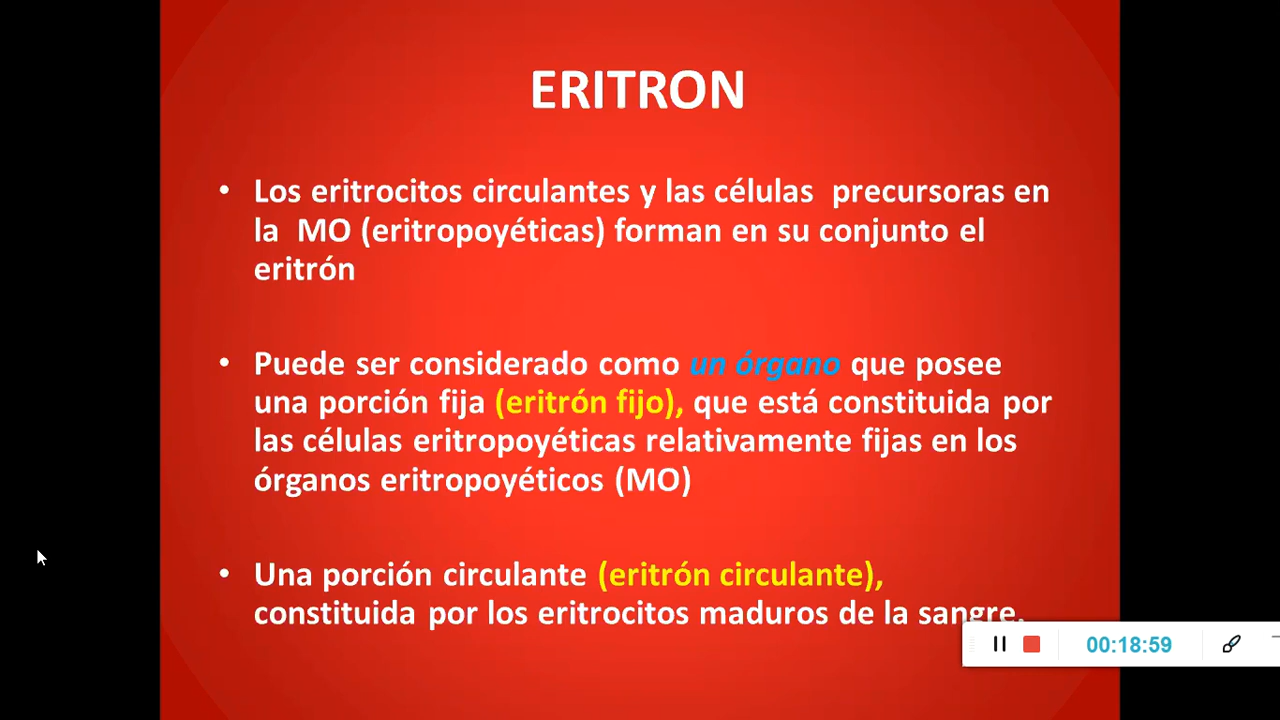 ERITRON
• Los eritrocitos circulantes y las células precursoras en
la MO (eritropoyéticas) forman en su conjunto el
eritrón
• Puede ser considerado como un órgano que posee
una porción fija (eritrón fijo), que está constituida por
las células eritropoyéticas relativamente fijas en los
órganos eritropoyéticos (MO)
• Una porción circulante (eritrón circulante),
constituida por los eritrocitos maduros de la sangre.
00:18:59